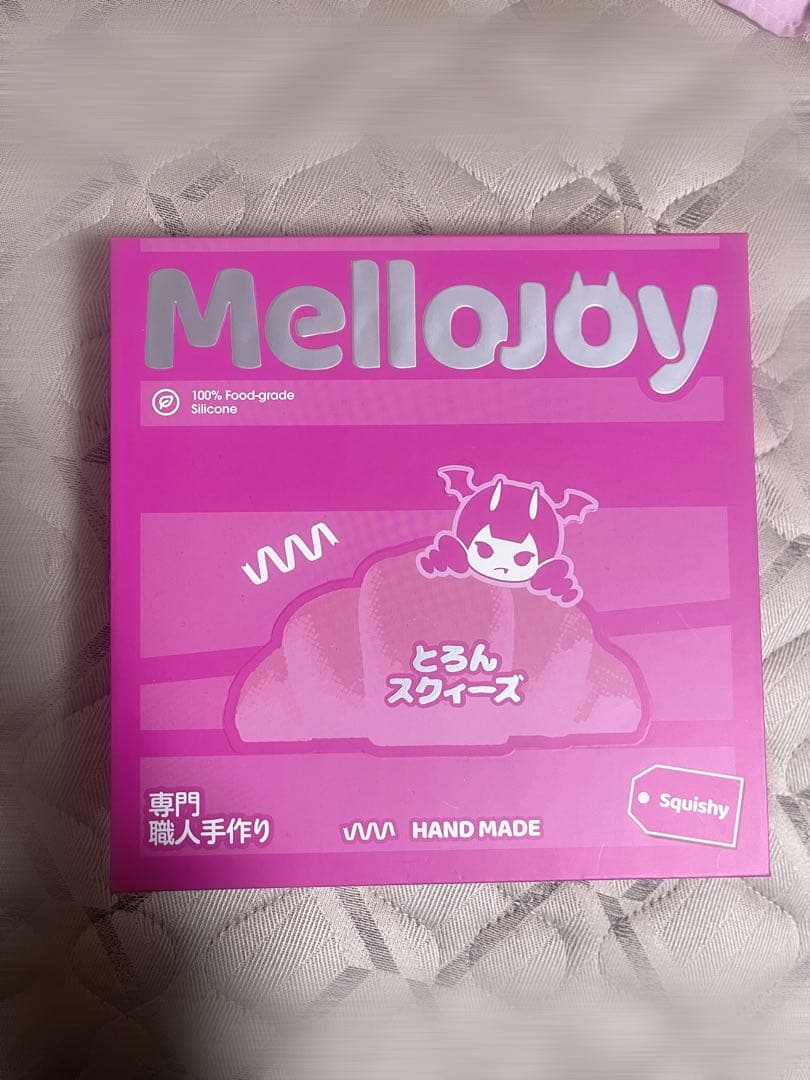 Mellojoy
100% Food-grade
Silicone
とろん
スクィーズ
専門
職人手作り
HAND MADE
Squishy